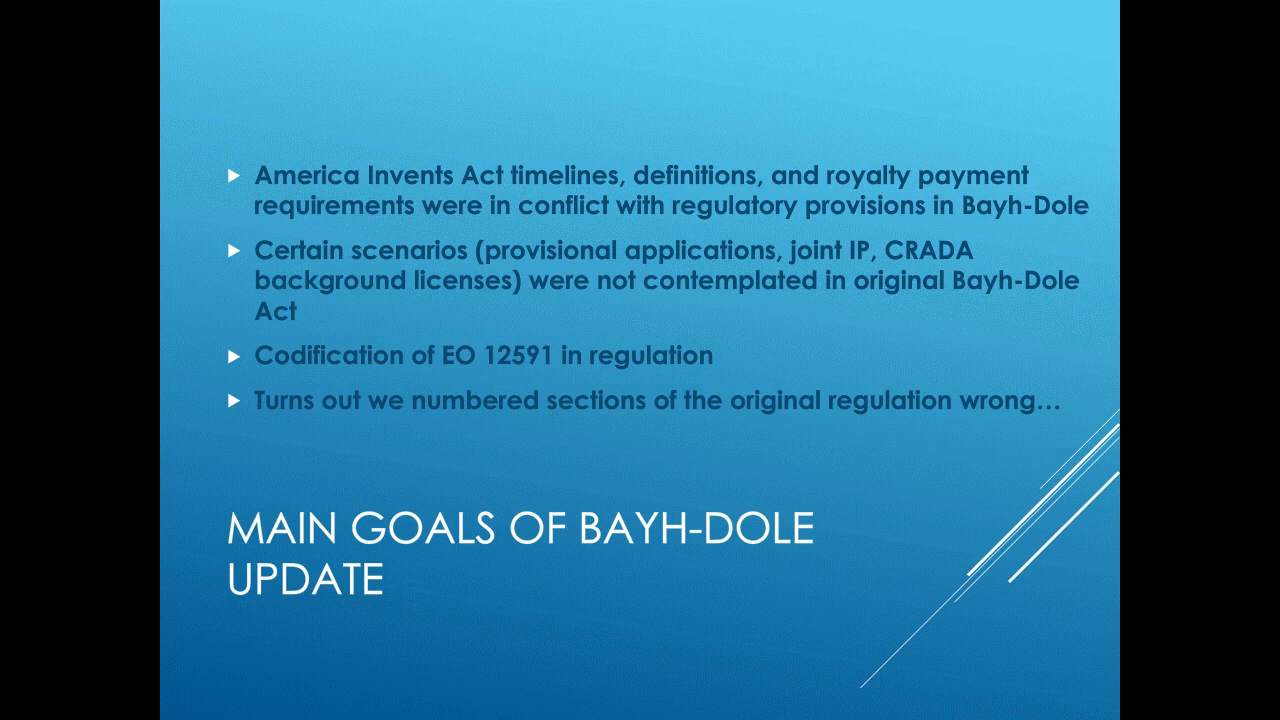 America Invents Act timelines, definitions, and royalty payment
requirements were in conflict with regulatory provisions in Bayh-Dole
Certain scenarios (provisional applications, joint IP, CRADA
background licenses) were not contemplated in original Bayh-Dole
Act
Codification of EO 12591 in regulation
Turns out we numbered sections of the original regulation wrong…
MAIN GOALS OF BAYH-DOLE
UPDATE